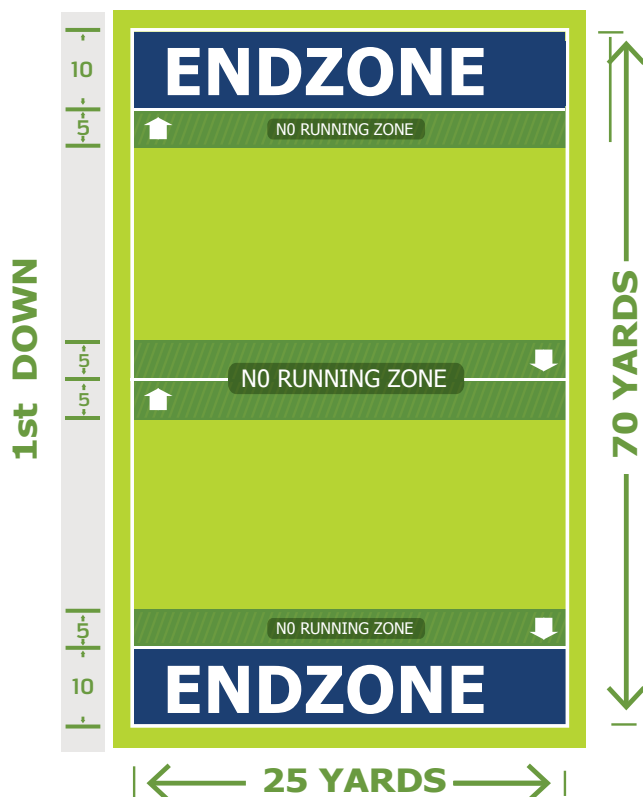 10
ENDZONE
5
N0 RUNNING ZONE
1st DOWN
70 YARDS
5
N0 RUNNING ZONE
5
5
N0 RUNNING ZONE
10
ENDZONE
25 YARDS